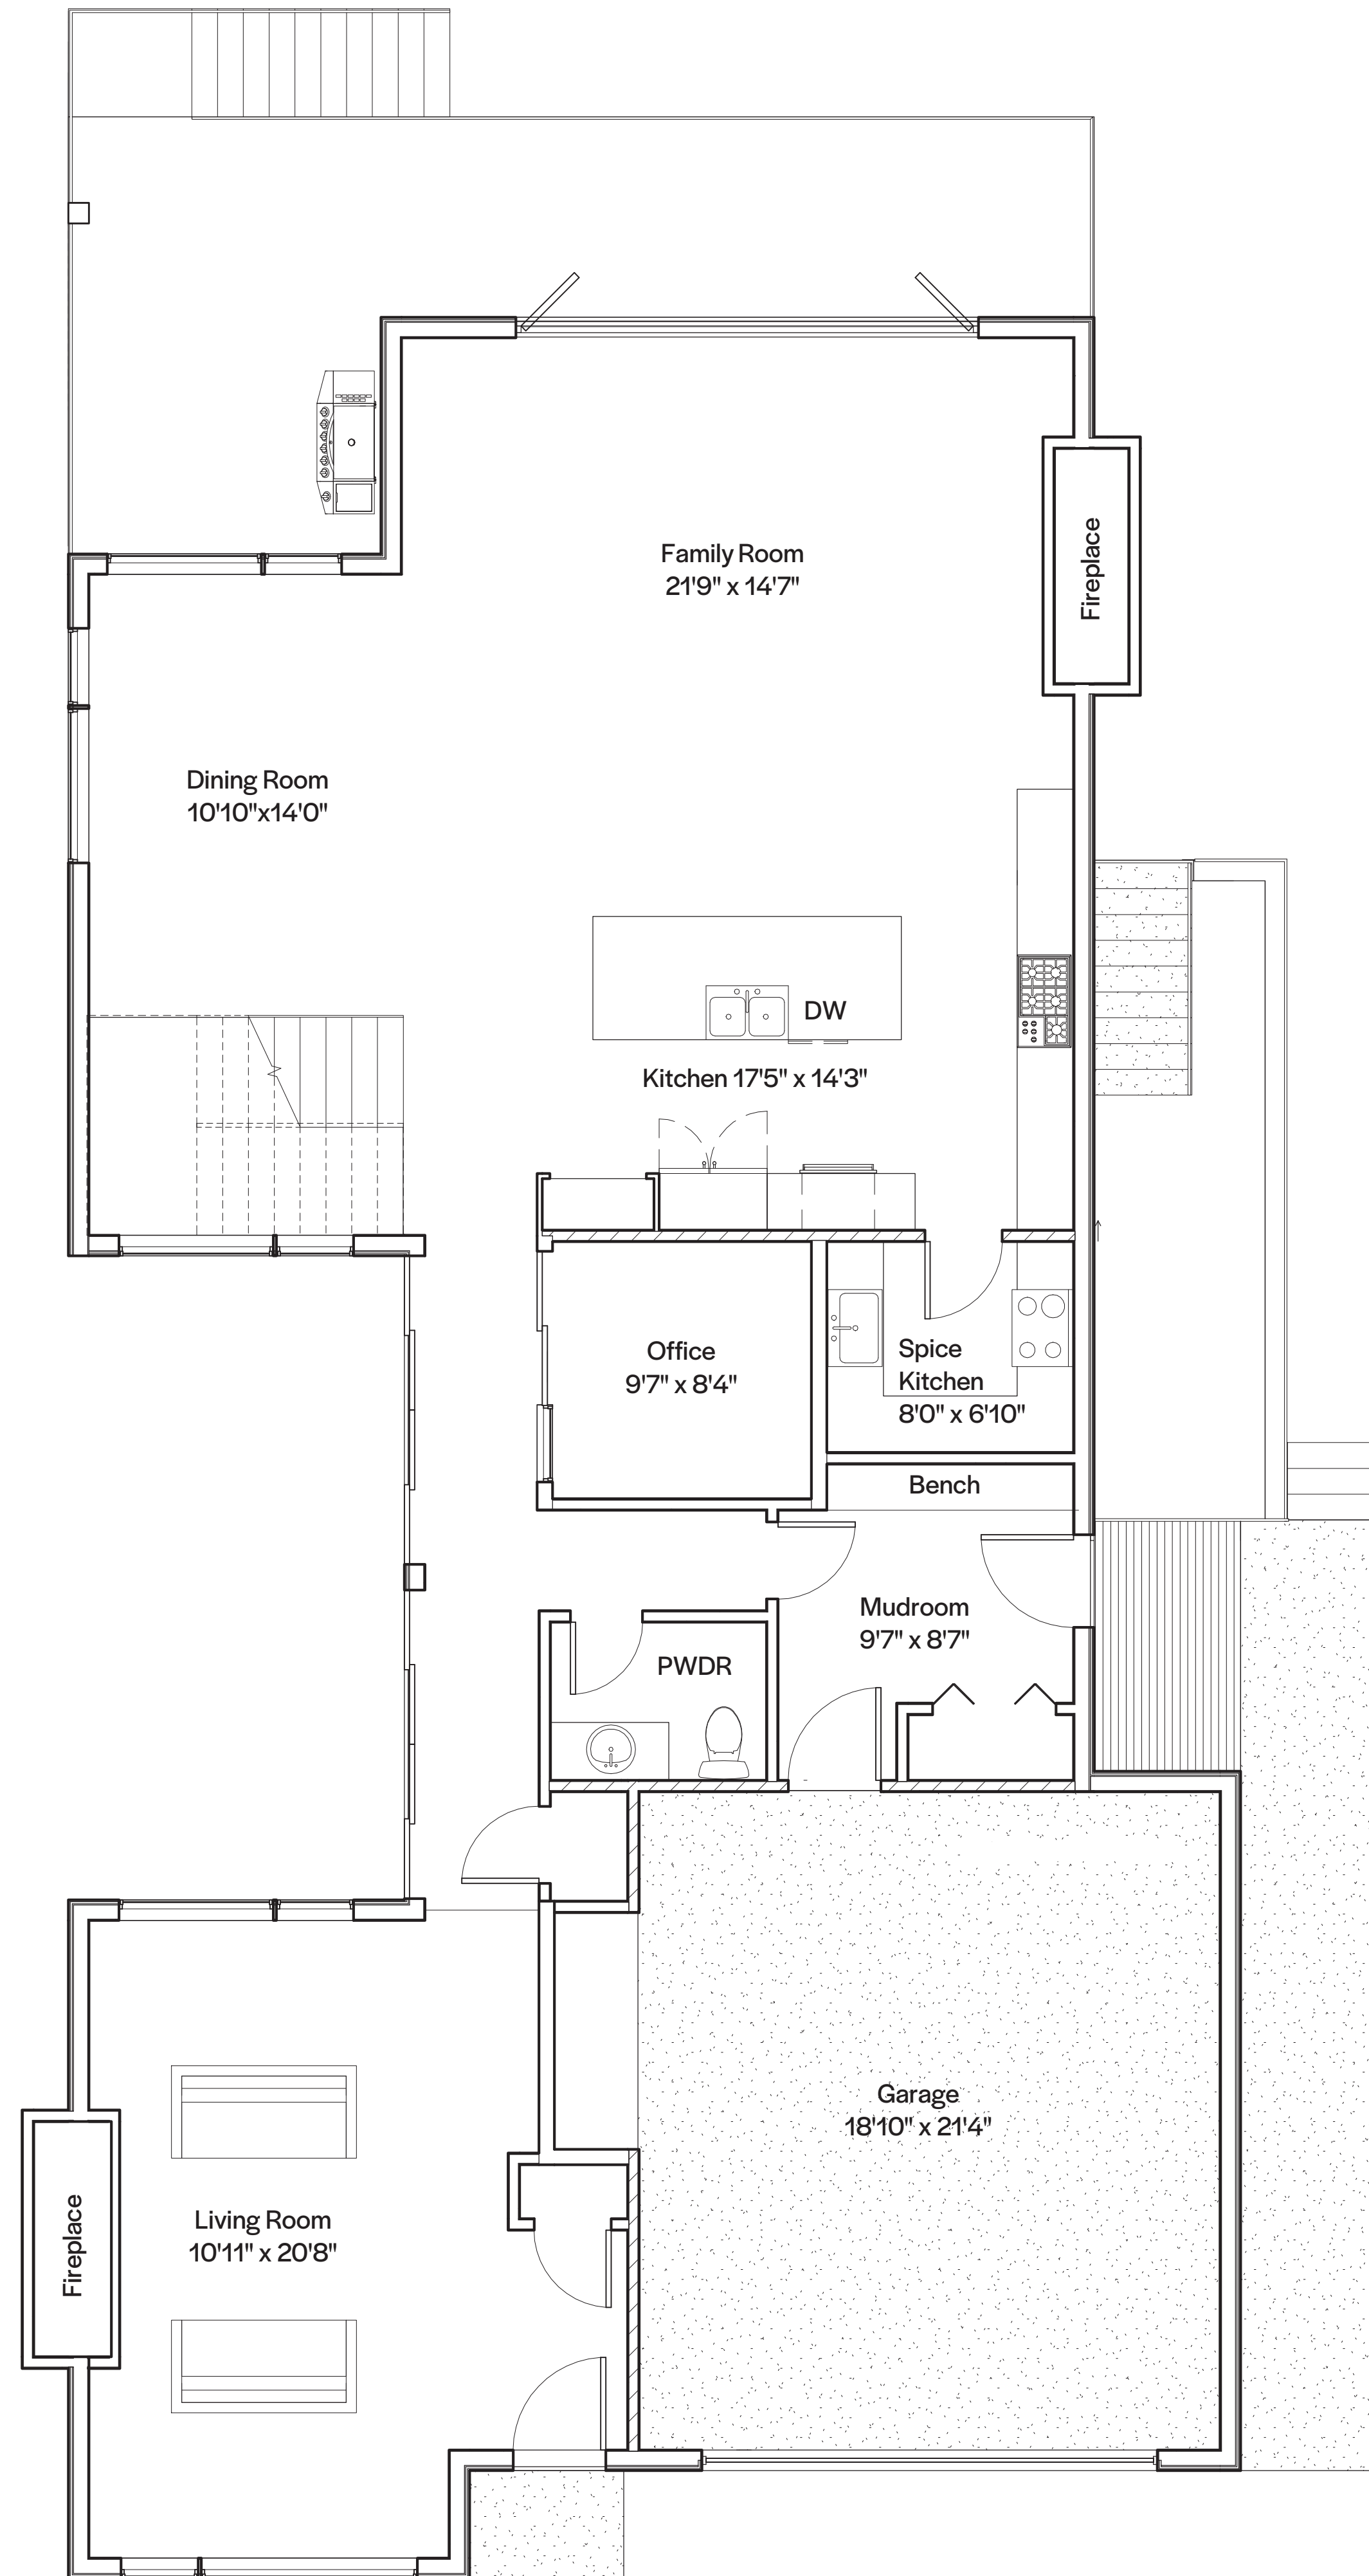 Family Room
21'9" x 14'7"
Fireplace
Dining Room
10'10"x14'0"
DW
Kitchen 17'5" x 14'3"
Office
9'7" x 8'4"
Spice
Kitchen
8'0" x 6'10"
Bench
Mudroom
9'7" x 8'7"
PWDR
Garage
18'10" x 21'4"
Living Room
10'11" x 20'8"
Fireplace